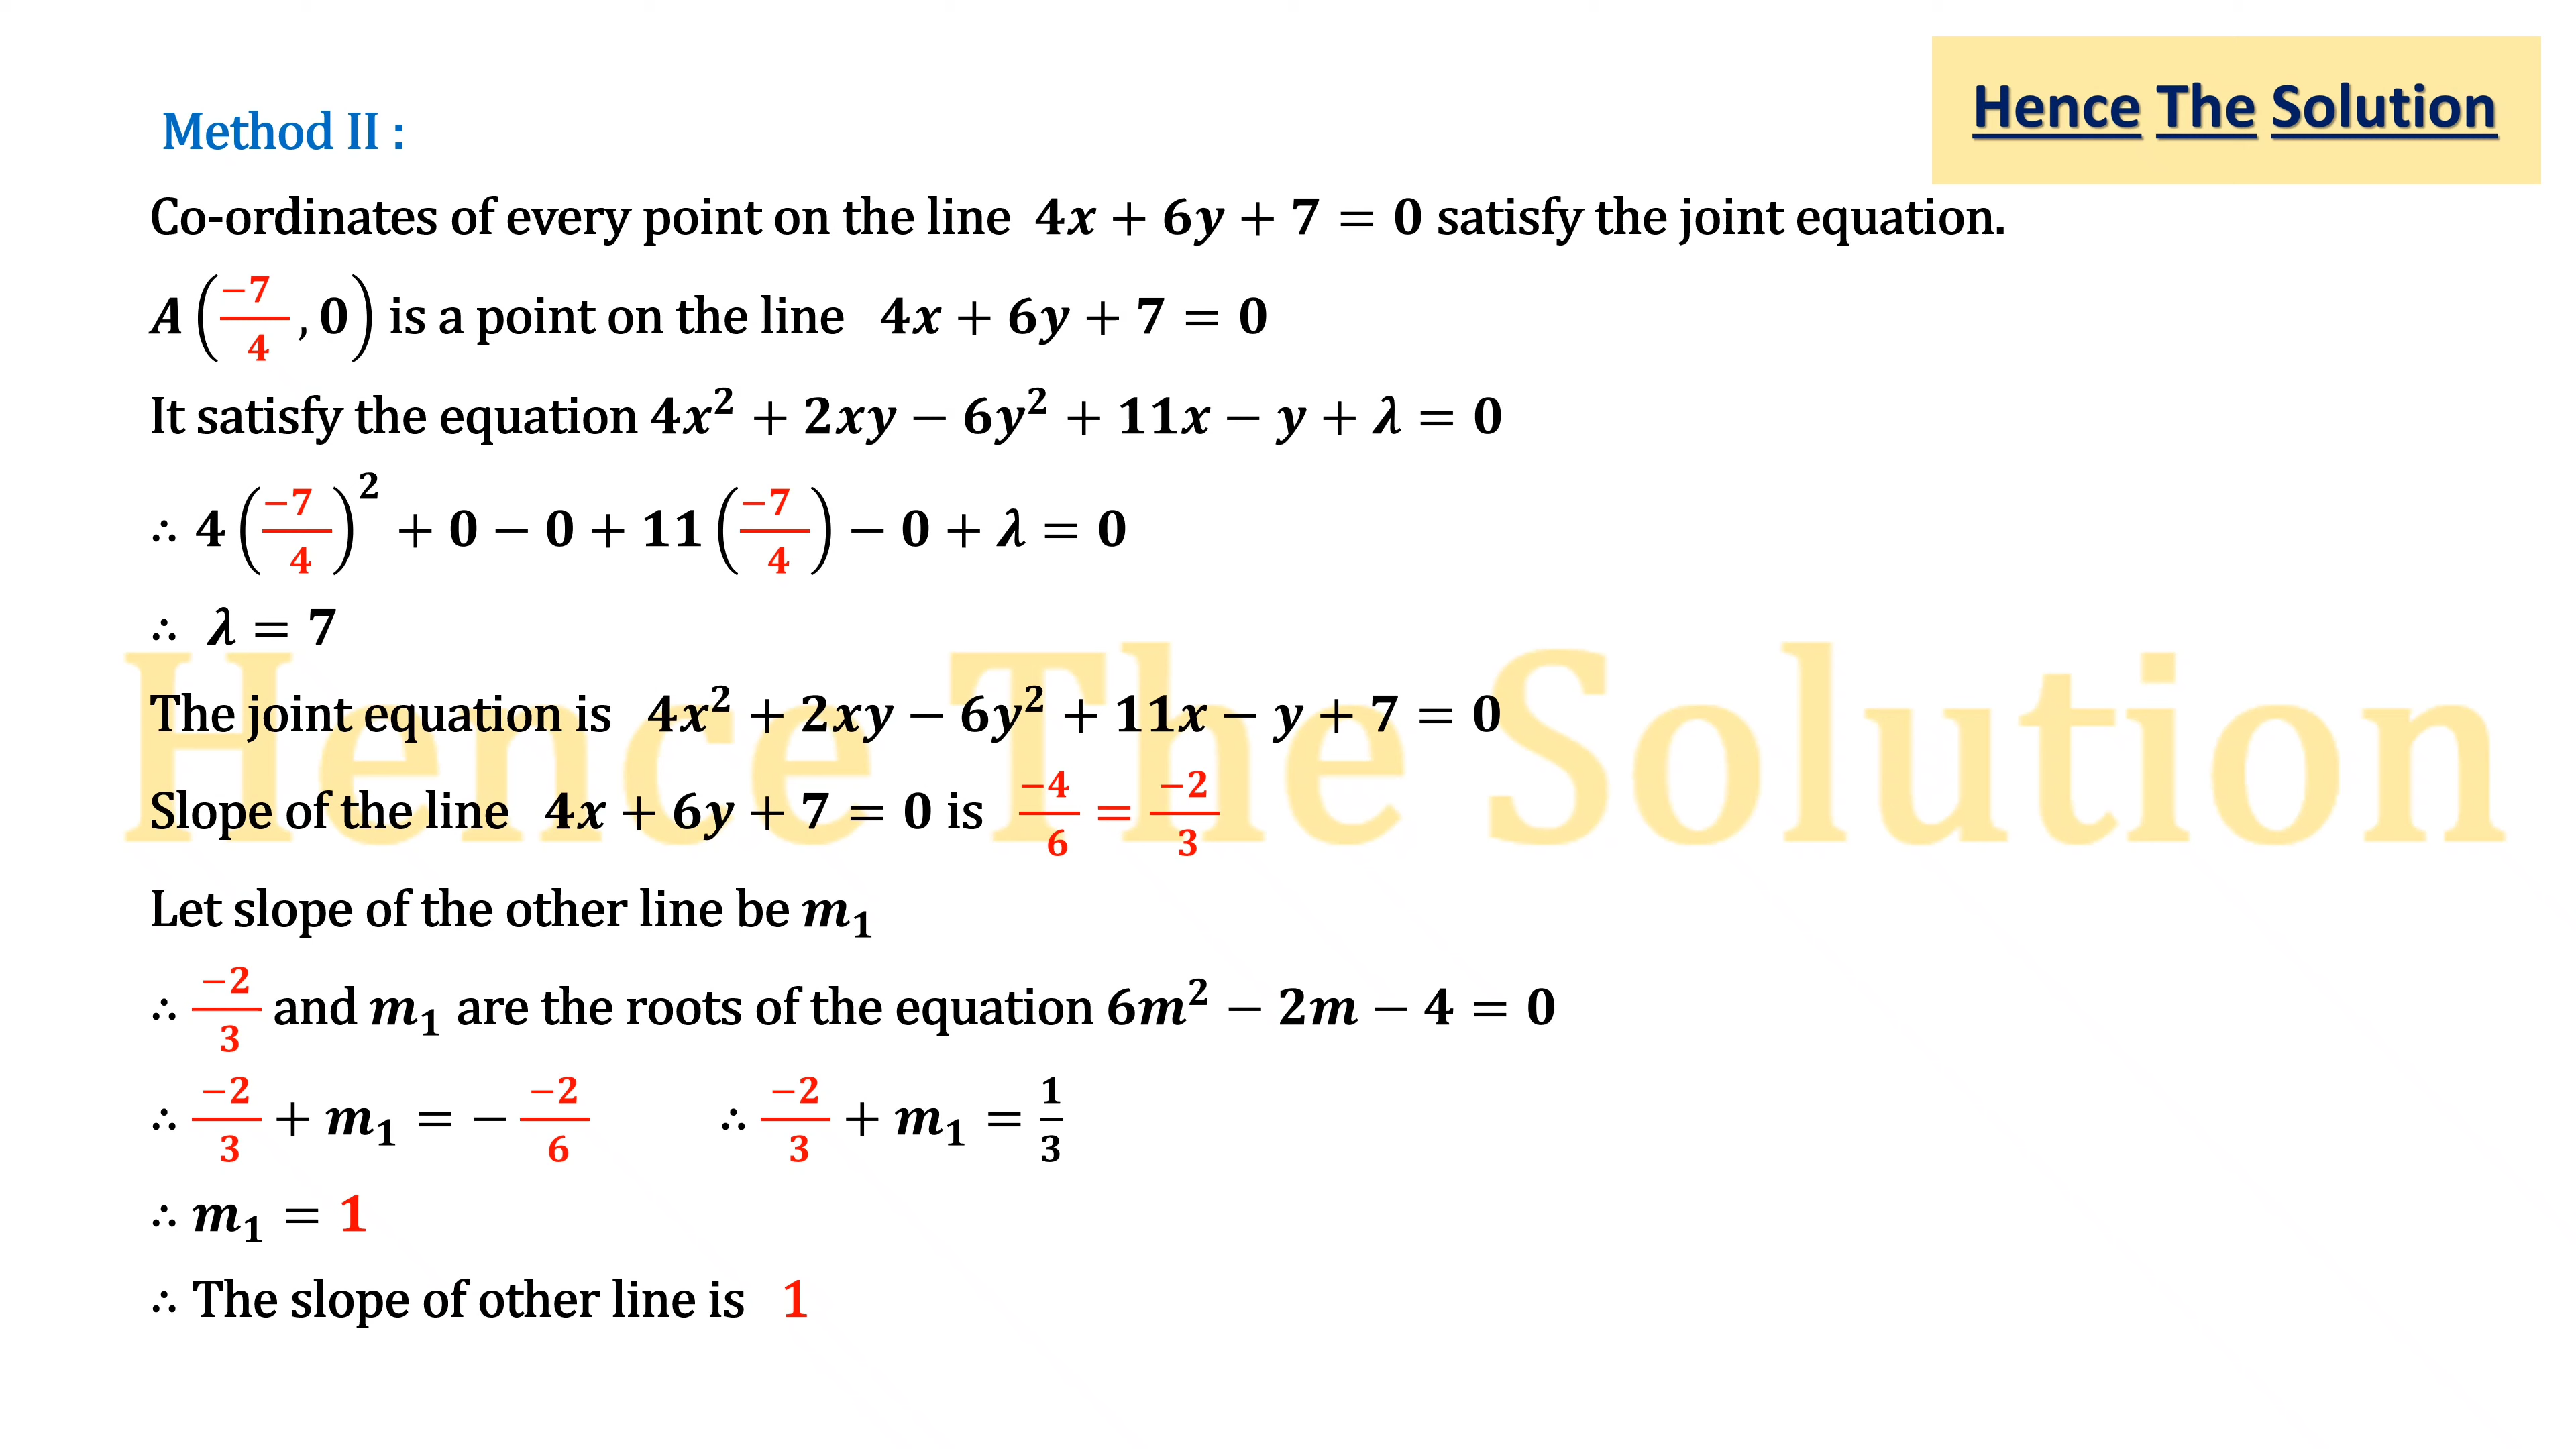 Hence The Solution
Method II :
Co-ordinates of every point on the line 4x + 6y + 7 = 0 satisfy the joint equation.
A(−7/4, 0) is a point on the line 4x + 6y + 7 = 0
It satisfy the equation 4x² + 2xy − 6y² + 11x − y + λ = 0
∴ 4(−7/4)² + 0 − 0 + 11(−7/4) − 0 + λ = 0
∴ λ = 7
The joint equation is 4x² + 2xy − 6y² + 11x − y + 7 = 0
Hence The Solution
Slope of the line 4x + 6y + 7 = 0 is −4/6 = −2/3
Let slope of the other line be m₁
∴ −2/3 and m₁ are the roots of the equation 6m² − 2m − 4 = 0
∴ −2/3 + m₁ = − −2/6 ∴ −2/3 + m₁ = 1/3
∴ m₁ = 1
∴ The slope of other line is 1